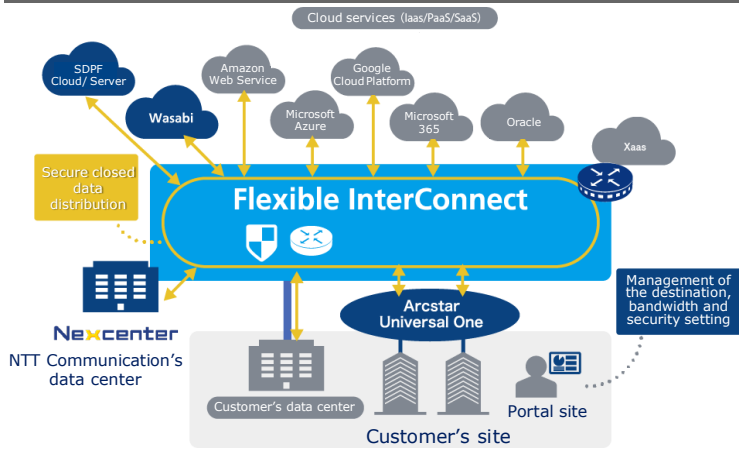 Cloud services (Iaas/PaaS/SaaS)
SDPF
Cloud/ Server
Wasabi
Amazon
Web Service
Microsoft
Azure
Google
Cloud Platform
Microsoft
365
Oracle
Xaas
Secure closed
data
distribution
Flexible InterConnect
Nexcenter
NTT Communication's
data center
Arcstar
Universal One
Management of
the destination,
bandwidth and
security setting
Customer's data center
Portal site
Customer's site